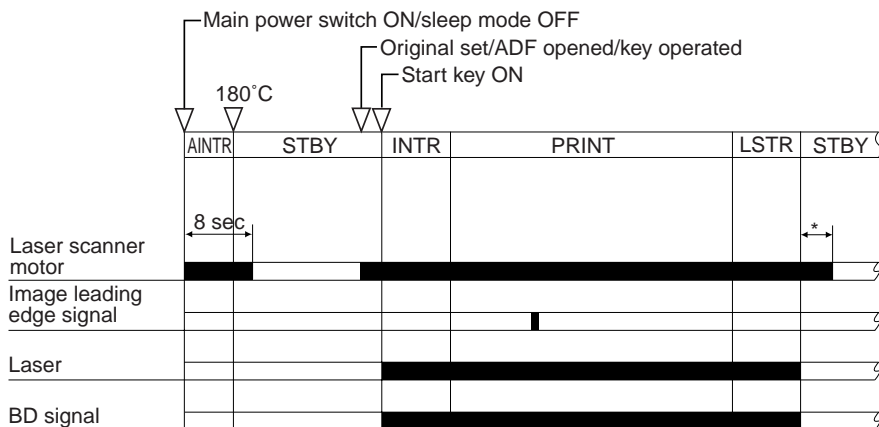 Main power switch ON/sleep mode OFF
Original set/ADF opened/key operated
Start key ON
180˚C
AINTR STBY INTR PRINT LSTR STBY
8 sec *
Laser scanner
motor
Image leading
edge signal
Laser
BD signal